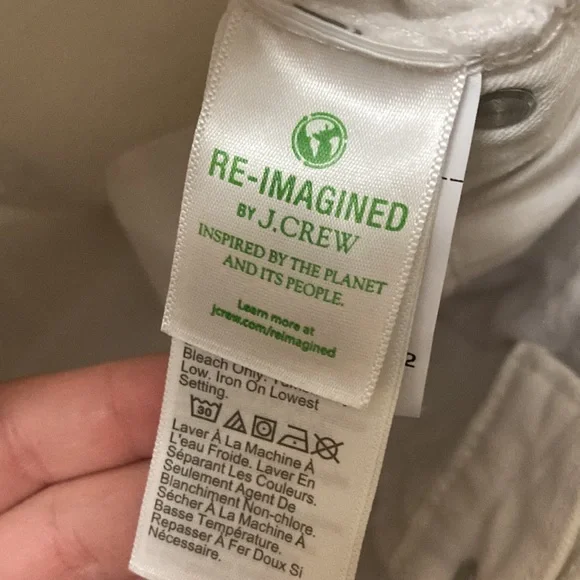 RE-IMAGINED
BY J.CREW
INSPIRED BY THE PLANET
AND ITS PEOPLE.
Learn more at
jcrew.com/reimagined
2
Bleach Only.
Low. Iron On Lowest
Setting.
30
Laver À La Machine À
L'eau Froide. Laver En
Séparant Les Couleurs.
Seulement Agent De
Blanchiment Non-chlore.
Sécher À La Machine À
Basse Température.
Repasser À Fer Doux Si
Nécessaire.